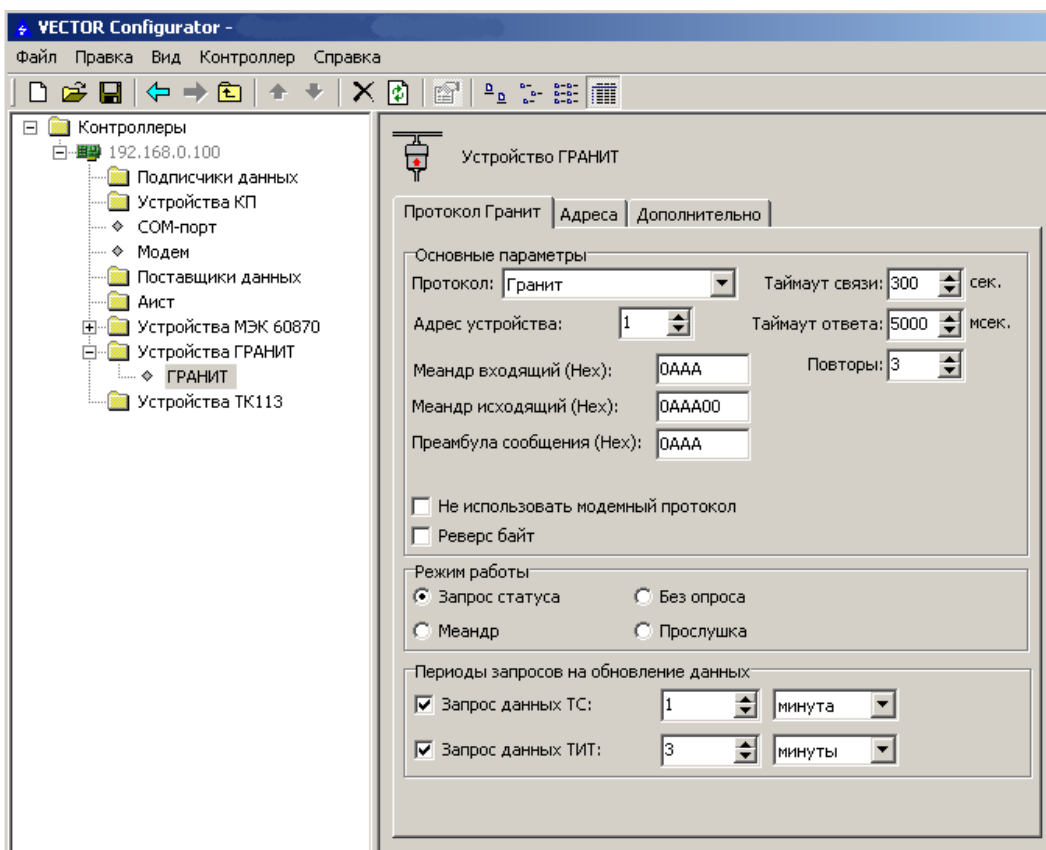 VECTOR Configurator -
Файл Правка Вид Контроллер Справка
Контроллеры
192.168.0.100
Подписчики данных
Устройства КП
COM-порт
Модем
Поставщики данных
Аист
Устройства МЭК 60870
Устройства ГРАНИТ
ГРАНИТ
Устройства ТК113
Устройство ГРАНИТ
Протокол Гранит Адреса Дополнительно
Основные параметры
Протокол: Гранит Таймаут связи: 300 сек.
Адрес устройства: 1 Таймаут ответа: 5000 мсек.
Меандр входящий (Hex): 0AAA Повторы: 3
Меандр исходящий (Hex): 0AAA00
Преамбула сообщения (Hex): 0AAA
Не использовать модемный протокол
Реверс байт
Режим работы
Запрос статуса Без опроса
Меандр Прослушка
Периоды запросов на обновление данных
Запрос данных ТС: 1 минута
Запрос данных ТИТ: 3 минуты